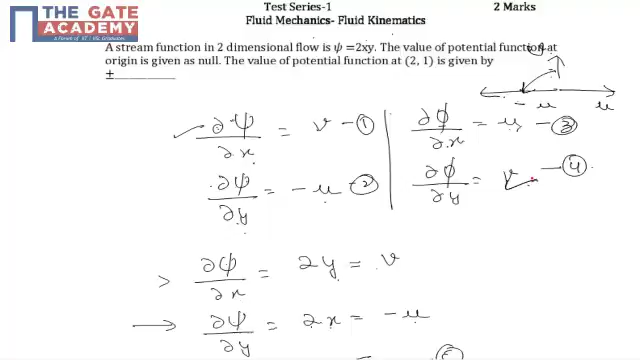 THE GATE ACADEMY
A Forum of IIT / IISC Graduates
Test Series-1
2 Marks
Fluid Mechanics- Fluid Kinematics
A stream function in 2 dimensional flow is ψ =2xy. The value of potential function at
origin is given as null. The value of potential function at (2, 1) is given by
±__________
- u u
∂ψ/∂x = v - ①
∂ϕ/∂x = u - ③
∂ψ/∂y = - u - ②
∂ϕ/∂y = v - ④
> ∂ψ/∂x = 2y = v
→ ∂ψ/∂y = 2x = - u